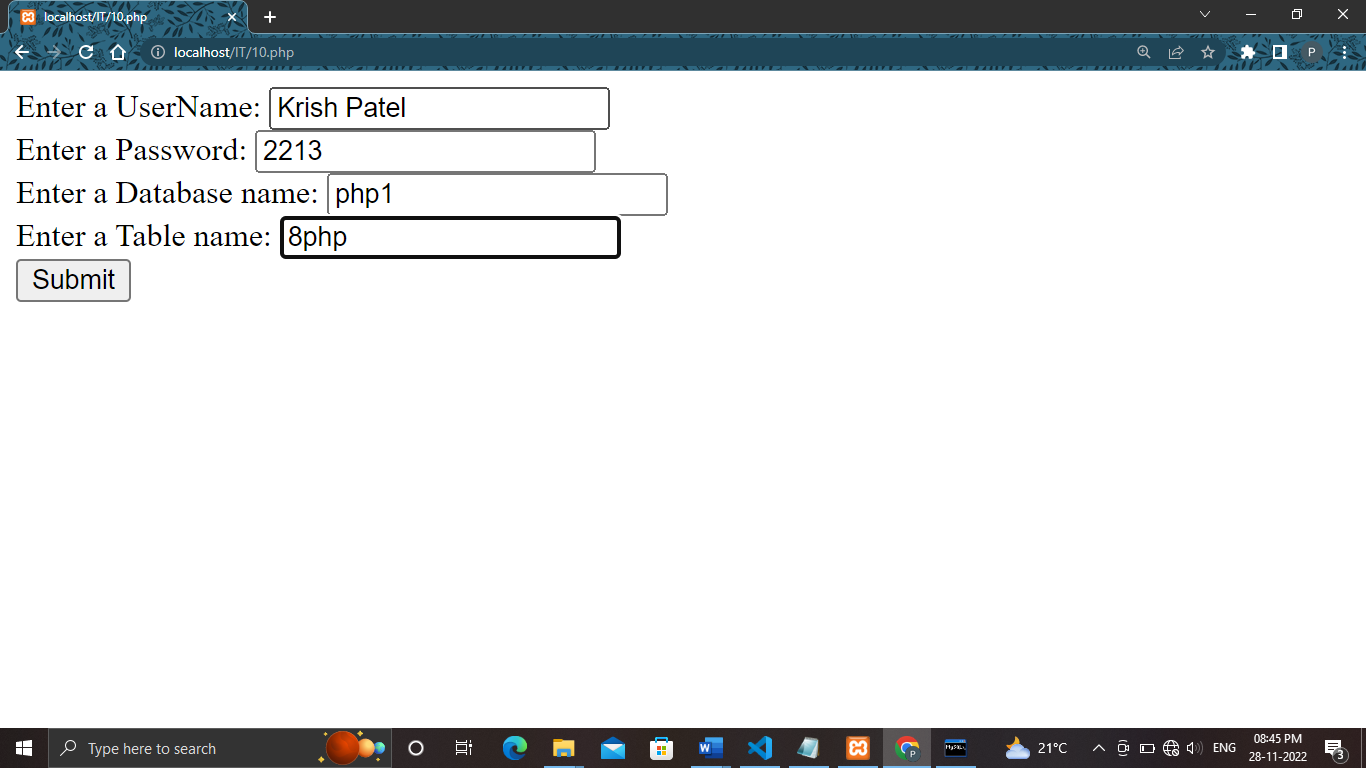 localhost/IT/10.php
localhost/IT/10.php
P
Enter a UserName: Krish Patel
Enter a Password: 2213
Enter a Database name: php1
Enter a Table name: 8php
Submit
Type here to search
21°C
ENG
08:45 PM
28-11-2022
3